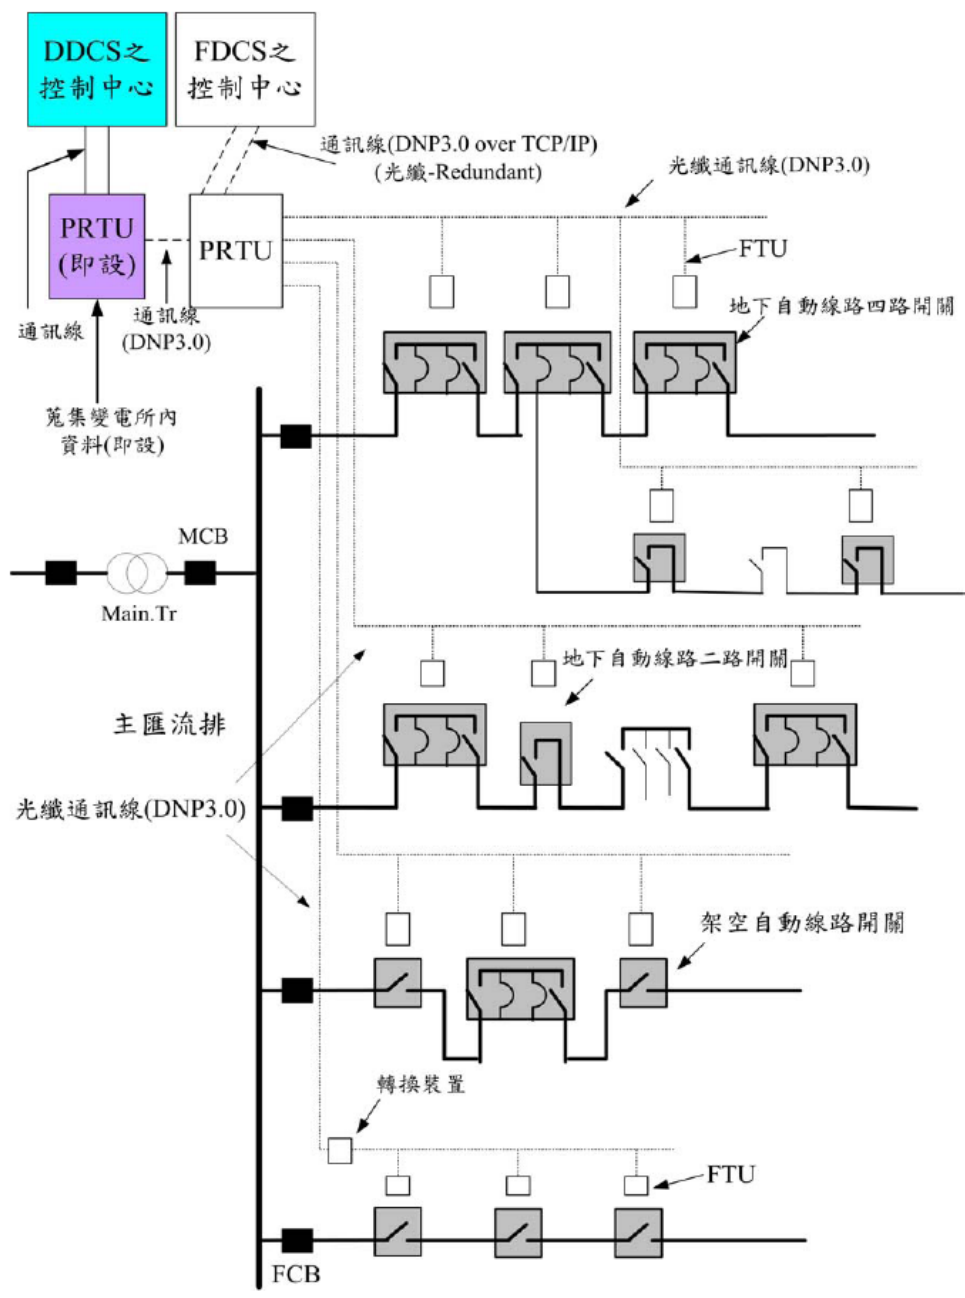 DDCS之
控制中心
FDCS之
控制中心
通訊線(DNP3.0 over TCP/IP)
(光纖-Redundant)
光纖通訊線(DNP3.0)
PRTU
(即設)
PRTU
FTU
通訊線
通訊線
(DNP3.0)
地下自動線路四路開關
蒐集變電所內
資料(即設)
MCB
Main.Tr
地下自動線路二路開關
主匯流排
光纖通訊線(DNP3.0)
架空自動線路開關
轉換裝置
FTU
FCB